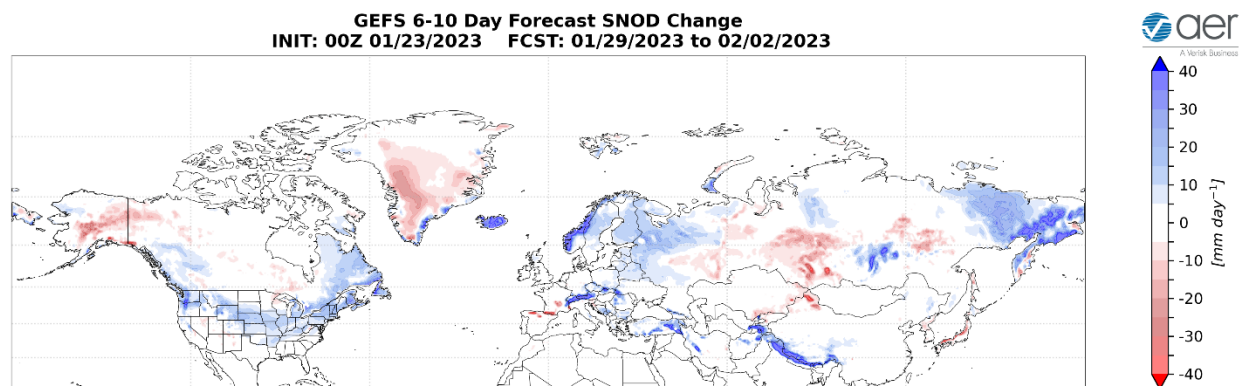 GEFS 6-10 Day Forecast SNOD Change
INIT: 00Z 01/23/2023 FCST: 01/29/2023 to 02/02/2023
aer
A Verisk Business
40
30
20
10
0
-10
-20
-30
-40
[mm day⁻¹]